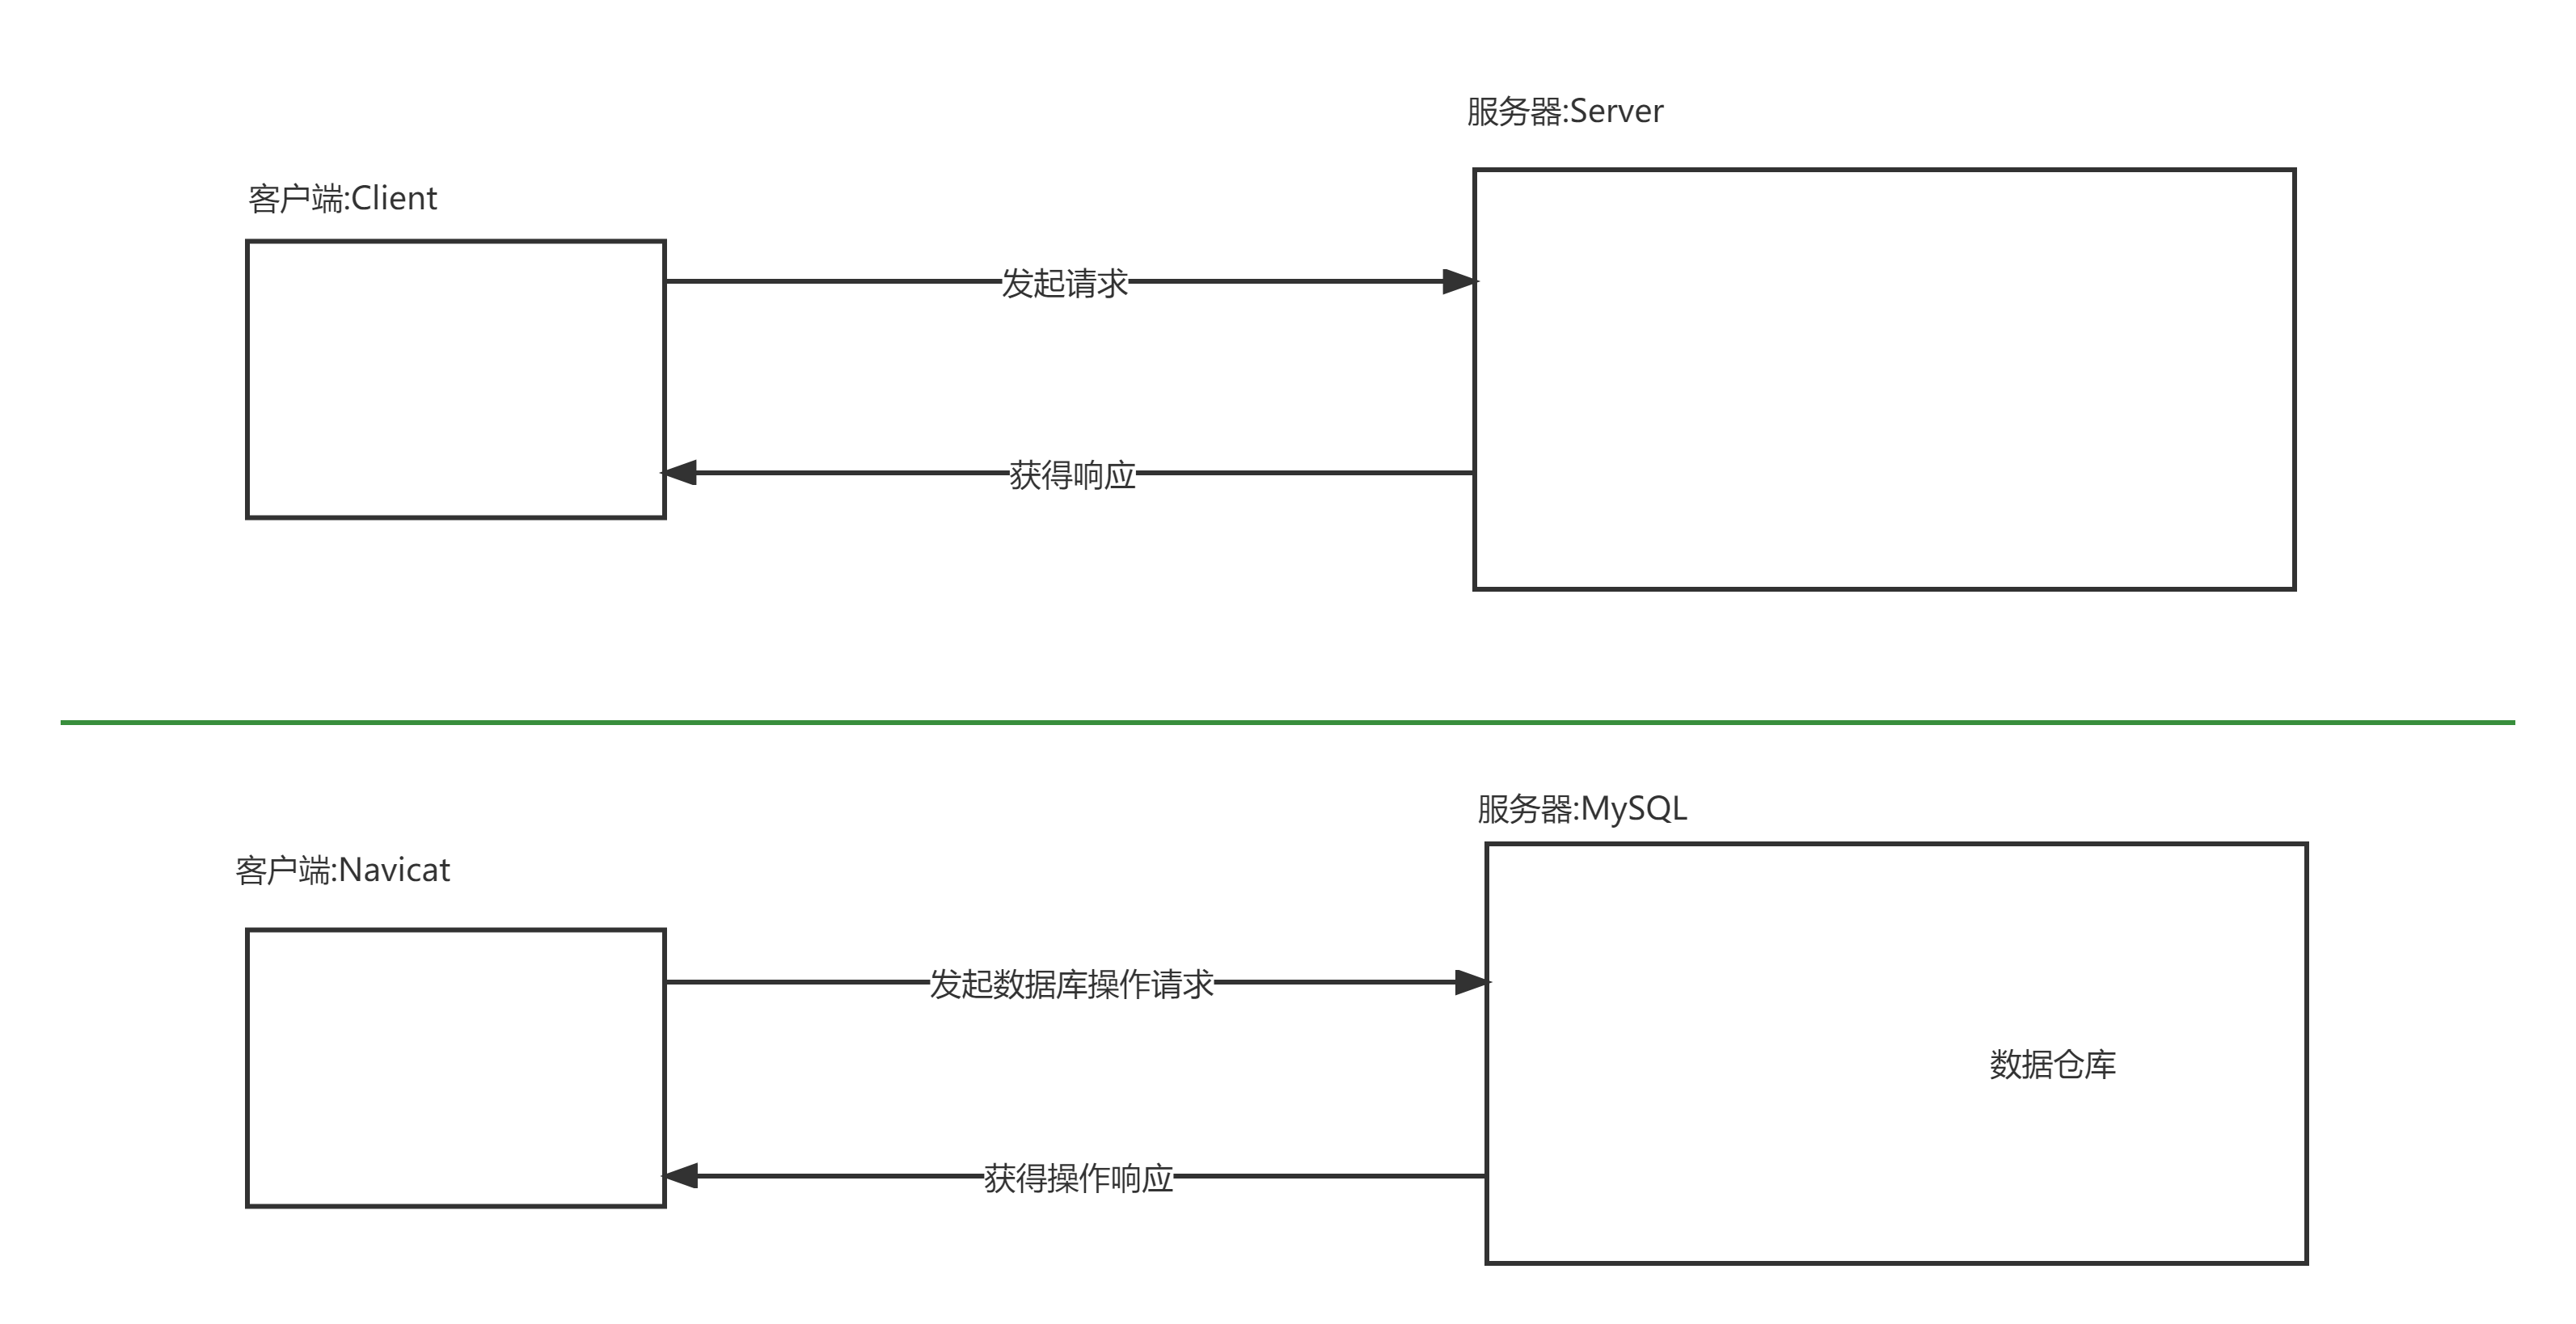 服务器:Server
客户端:Client
发起请求
获得响应
服务器:MySQL
客户端:Navicat
发起数据库操作请求
数据仓库
获得操作响应